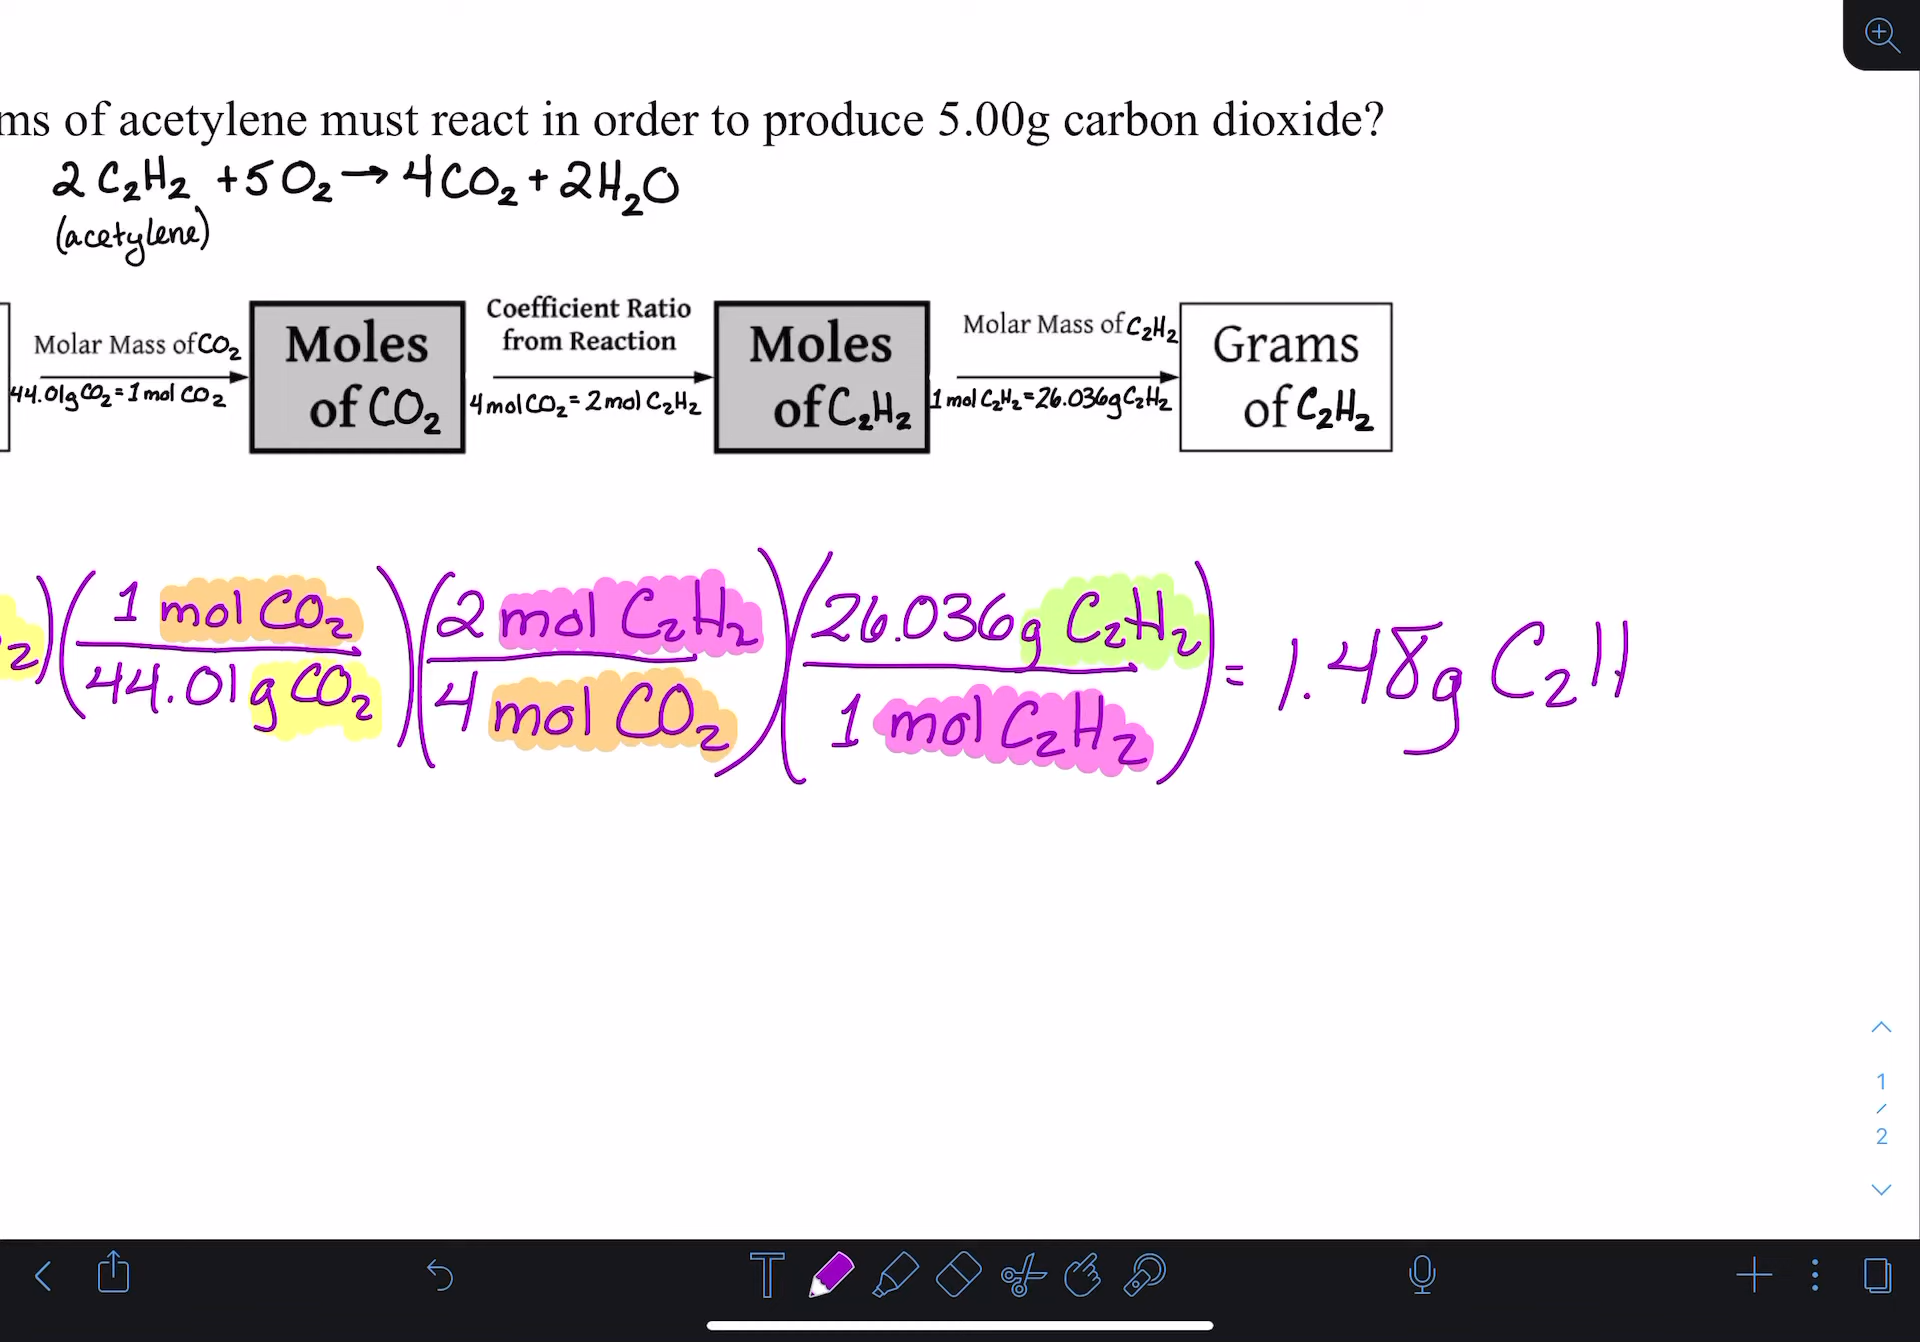 ms of acetylene must react in order to produce 5.00g carbon dioxide?
2 C₂H₂ + 5 O₂ → 4 CO₂ + 2 H₂O
(acetylene)
Molar Mass of CO₂
44.01g CO₂ = 1 mol CO₂
Moles
of CO₂
Coefficient Ratio
from Reaction
4 mol CO₂ = 2 mol C₂H₂
Moles
of C₂H₂
Molar Mass of C₂H₂
1 mol C₂H₂ = 26.036g C₂H₂
Grams
of C₂H₂
₂) (1 mol CO₂ / 44.01 g CO₂) (2 mol C₂H₂ / 4 mol CO₂) (26.036g C₂H₂ / 1 mol C₂H₂) = 1.48g C₂H
1
/
2
T